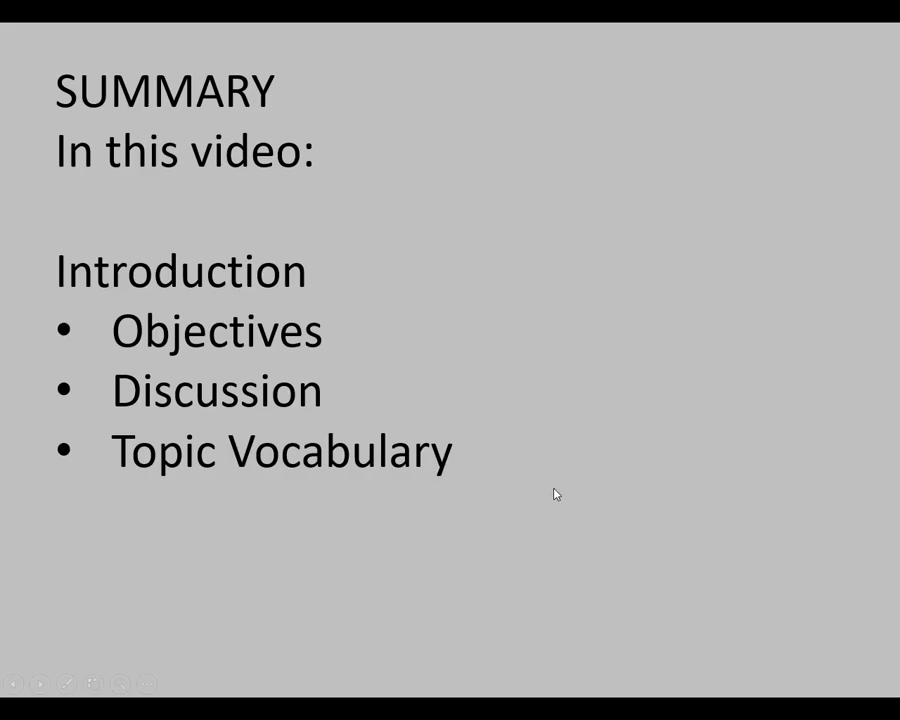 SUMMARY
In this video:
Introduction
• Objectives
• Discussion
• Topic Vocabulary